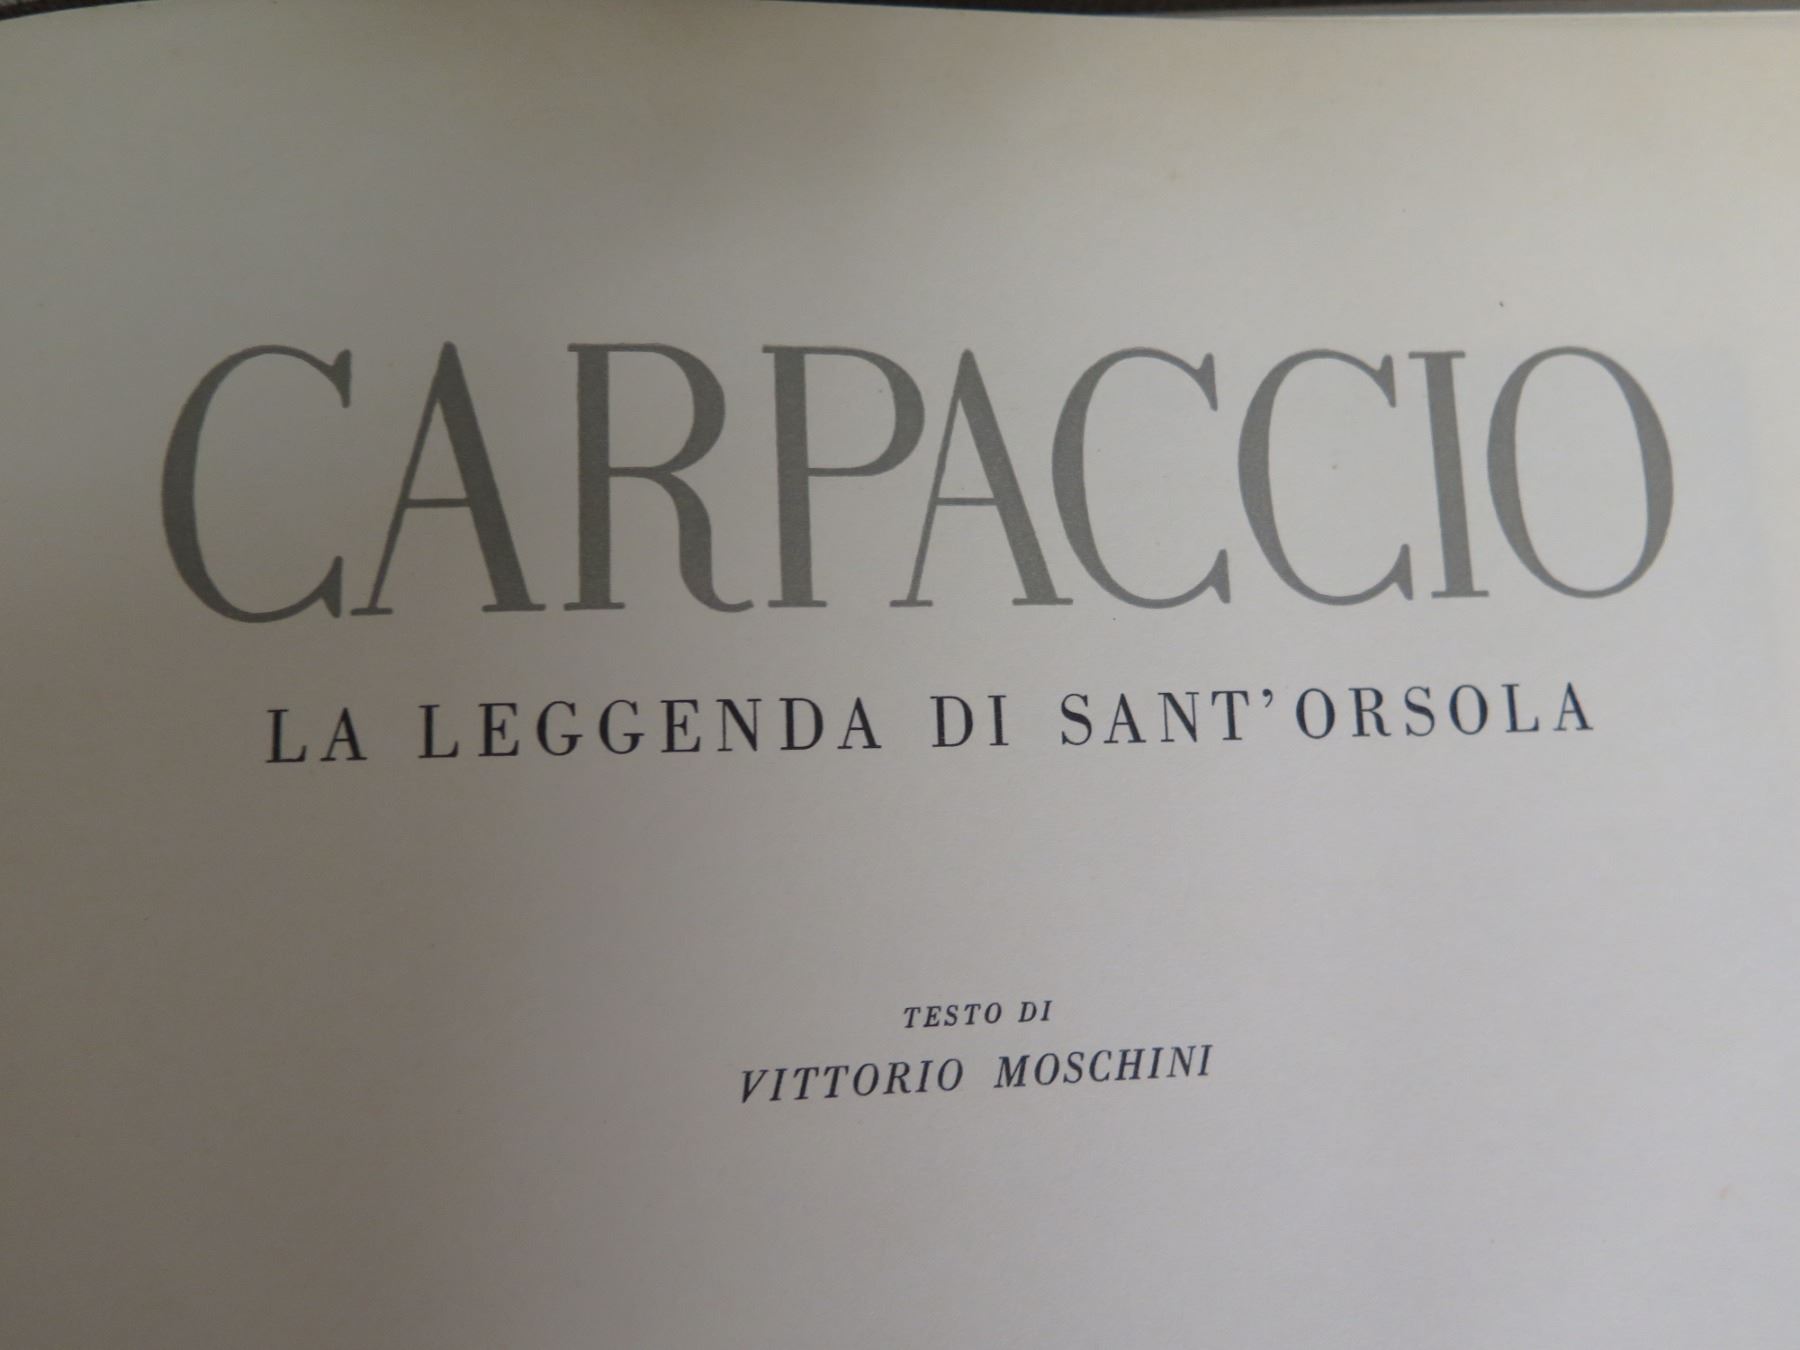 CARPACCIO
LA LEGGENDA DI SANT’ORSOLA
TESTO DI
VITTORIO MOSCHINI